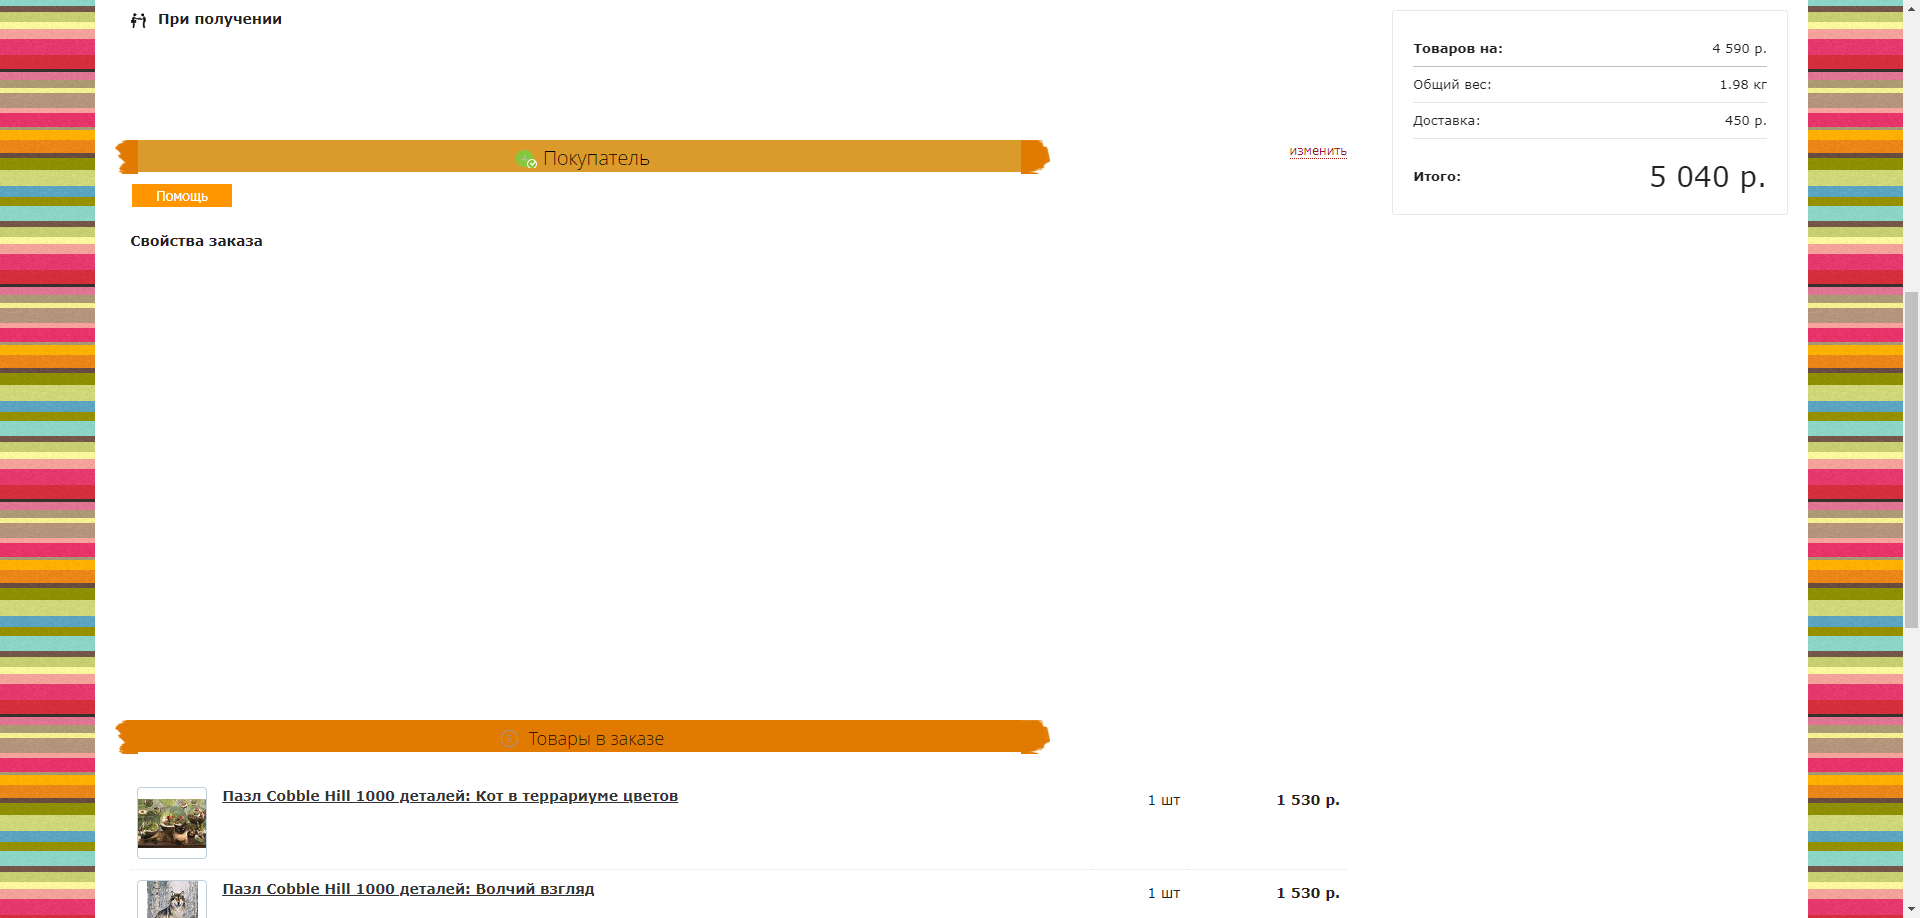 При получении
Товаров на: 4 590 р.
Общий вес: 1.98 кг
Доставка: 450 р.
Итого: 5 040 р.
Покупатель
изменить
Помощь
Свойства заказа
Товары в заказе
Пазл Cobble Hill 1000 деталей: Кот в террариуме цветов 1 шт 1 530 р.
Пазл Cobble Hill 1000 деталей: Волчий взгляд 1 шт 1 530 р.